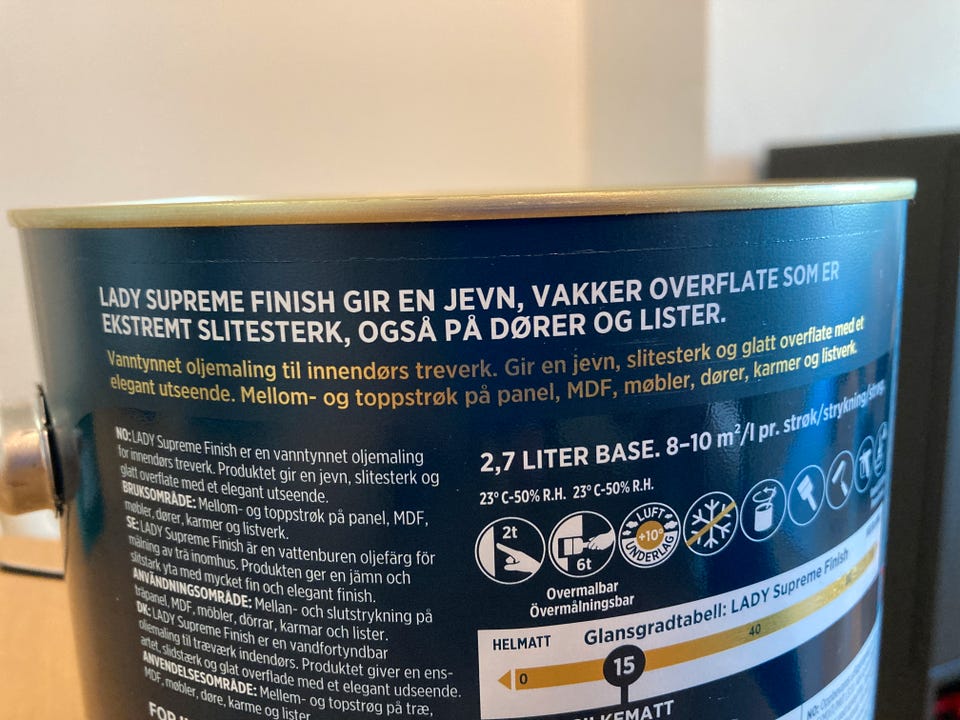 LADY SUPREME FINISH GIR EN JEVN, VAKKER OVERFLATE SOM ER
EKSTREMT SLITESTERK, OGSÅ PÅ DØRER OG LISTER.
Vanntynnet oljemaling til innendørs treverk. Gir en jevn, slitesterk og glatt overflate med et
elegant utseende. Mellom- og toppstrøk på panel, MDF, møbler, dører, karmer og listverk.
NO: LADY Supreme Finish er en vanntynnet oljemaling
for innendørs treverk. Produktet gir en jevn, slitesterk og
glatt overflate med et elegant utseende.
BRUKSOMRÅDE: Mellom- og toppstrøk på panel, MDF,
møbler, dører, karmer og listverk.
SE: LADY Supreme Finish är en vattenburen oljefärg för
målning av trä inomhus. Produkten ger en jämn och
slitstark yta med mycket fin och elegant finish.
ANVÄNDNINGSOMRÅDE: Mellan- och slutstrykning på
träpanel, MDF, möbler, dörrar, karmar och lister.
DK: LADY Supreme Finish er en vandfortyndbar
oljemaling til træværk indendørs. Produktet giver en ens-
artet, slidstærk og glat overflade med et elegant udseende.
ANVENDELSESOMRÅDE: Mellem- og topstrøg på træ,
MDF, møbler, døre, karme og lister
2,7 LITER BASE. 8–10 m²/l pr. strøk/strykning/strøg.
23° C-50% R.H. 23° C-50% R.H.
2t
6t
LUFT
+10°
UNDERLAG
Overmalbar
Övermålningsbar
Glansgradtabell: LADY Supreme Finish
HELMATT
0
15
40